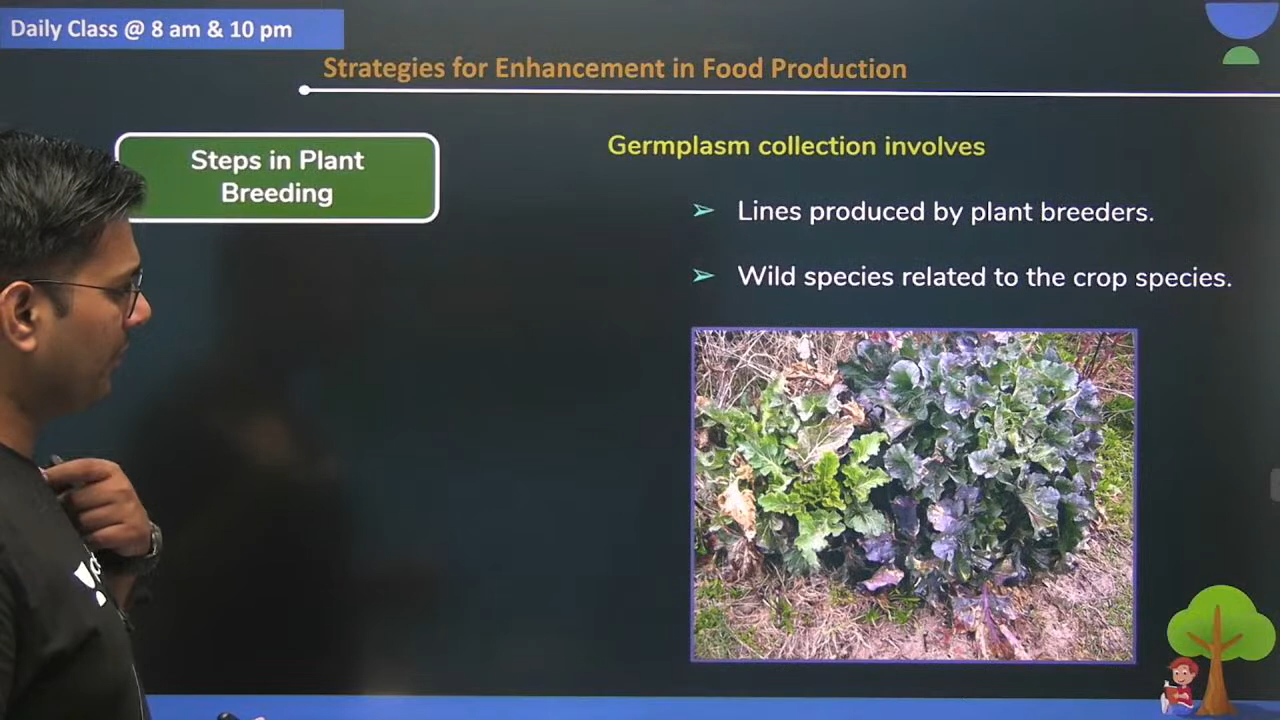 Daily Class @ 8 am & 10 pm
Strategies for Enhancement in Food Production
Steps in Plant
Breeding
Germplasm collection involves
➢ Lines produced by plant breeders.
➢ Wild species related to the crop species.